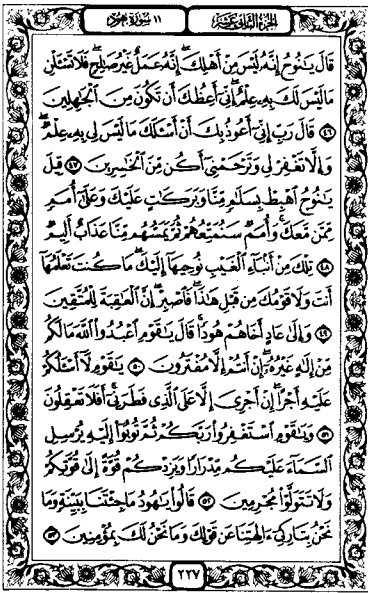 الجزء الثاني عشر
١١ سورة هود
قَالَ يَٰنُوحُ إِنَّهُۥ لَيْسَ مِنْ أَهْلِكَ ۖ إِنَّهُۥ عَمَلٌ غَيْرُ صَٰلِحٍ ۖ فَلَا تَسْـَٔلْنِ
مَا لَيْسَ لَكَ بِهِۦ عِلْمٌ ۖ إِنِّىٓ أَعِظُكَ أَن تَكُونَ مِنَ ٱلْجَٰهِلِينَ
٤٦ قَالَ رَبِّ إِنِّىٓ أَعُوذُ بِكَ أَنْ أَسْـَٔلَكَ مَا لَيْسَ لِى بِهِۦ عِلْمٌ ۖ
وَإِلَّا تَغْفِرْ لِى وَتَرْحَمْنِىٓ أَكُن مِّنَ ٱلْخَٰسِرِينَ ٤٧ قِيلَ
يَٰنُوحُ ٱهْبِطْ بِسَلَٰمٍ مِّنَّا وَبَرَكَٰتٍ عَلَيْكَ وَعَلَىٰٓ أُمَمٍ
مِّمَّن مَّعَكَ ۚ وَأُمَمٌ سَنُمَتِّعُهُمْ ثُمَّ يَمَسُّهُم مِّنَّا عَذَابٌ أَلِيمٌ
٤٨ تِلْكَ مِنْ أَنۢبَآءِ ٱلْغَيْبِ نُوحِيهَآ إِلَيْكَ ۖ مَا كُنتَ تَعْلَمُهَآ
أَنتَ وَلَا قَوْمُكَ مِن قَبْلِ هَٰذَا ۖ فَٱصْبِرْ ۖ إِنَّ ٱلْعَٰقِبَةَ لِلْمُتَّقِينَ
٤٩ وَإِلَىٰ عَادٍ أَخَاهُمْ هُودًا ۚ قَالَ يَٰقَوْمِ ٱعْبُدُوا۟ ٱللَّهَ مَا لَكُم
مِّنْ إِلَٰهٍ غَيْرُهُۥٓ ۖ إِنْ أَنتُمْ إِلَّا مُفْتَرُونَ ٥٠ يَٰقَوْمِ لَآ أَسْـَٔلُكُمْ
عَلَيْهِ أَجْرًا ۖ إِنْ أَجْرِىَ إِلَّا عَلَى ٱلَّذِى فَطَرَنِىٓ ۚ أَفَلَا تَعْقِلُونَ
٥١ وَيَٰقَوْمِ ٱسْتَغْفِرُوا۟ رَبَّكُمْ ثُمَّ تُوبُوٓا۟ إِلَيْهِ يُرْسِلِ
ٱلسَّمَآءَ عَلَيْكُم مِّدْرَارًا وَيَزِدْكُمْ قُوَّةً إِلَىٰ قُوَّتِكُمْ
وَلَا تَتَوَلَّوْا۟ مُجْرِمِينَ ٥٢ قَالُوا۟ يَٰهُودُ مَا جِئْتَنَا بِبَيِّنَةٍ وَمَا
نَحْنُ بِتَارِكِىٓ ءَالِهَتِنَا عَن قَوْلِكَ وَمَا نَحْنُ لَكَ بِمُؤْمِنِينَ ٥٣
٢٢٧